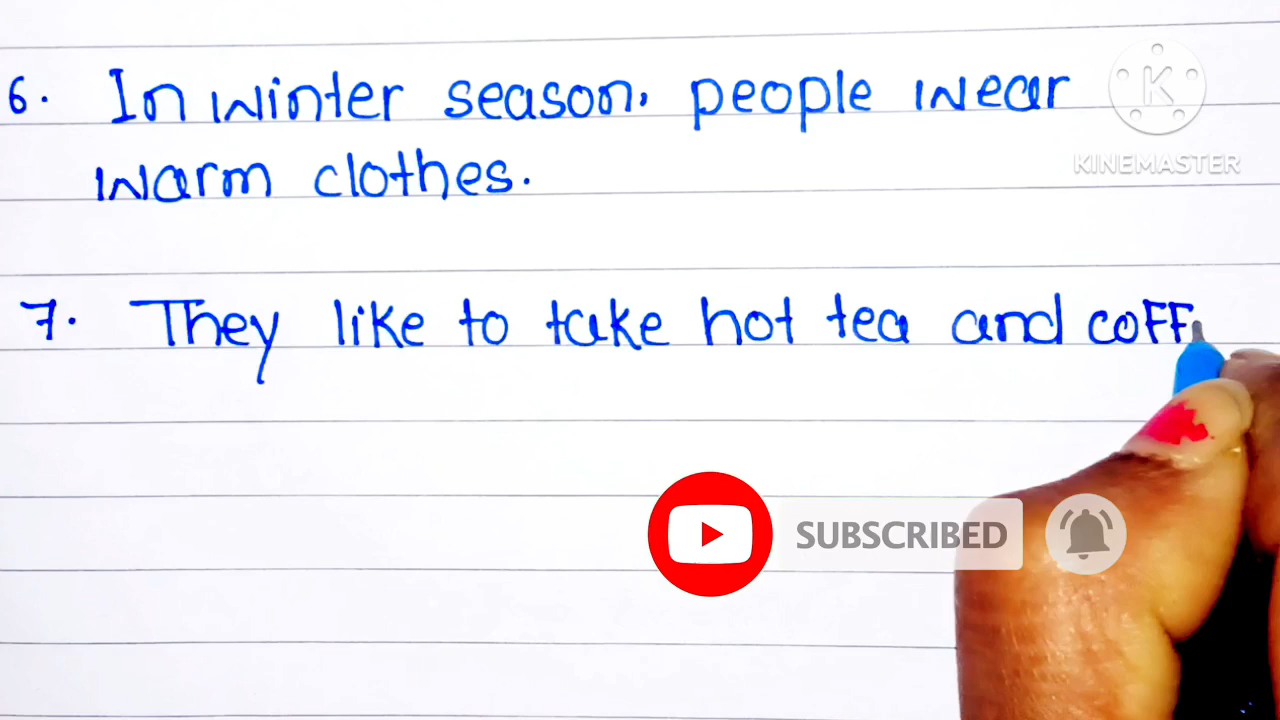 6. In winter season, people wear
KINEMASTER
warm clothes.
7. They like to take hot tea and coff
SUBSCRIBED